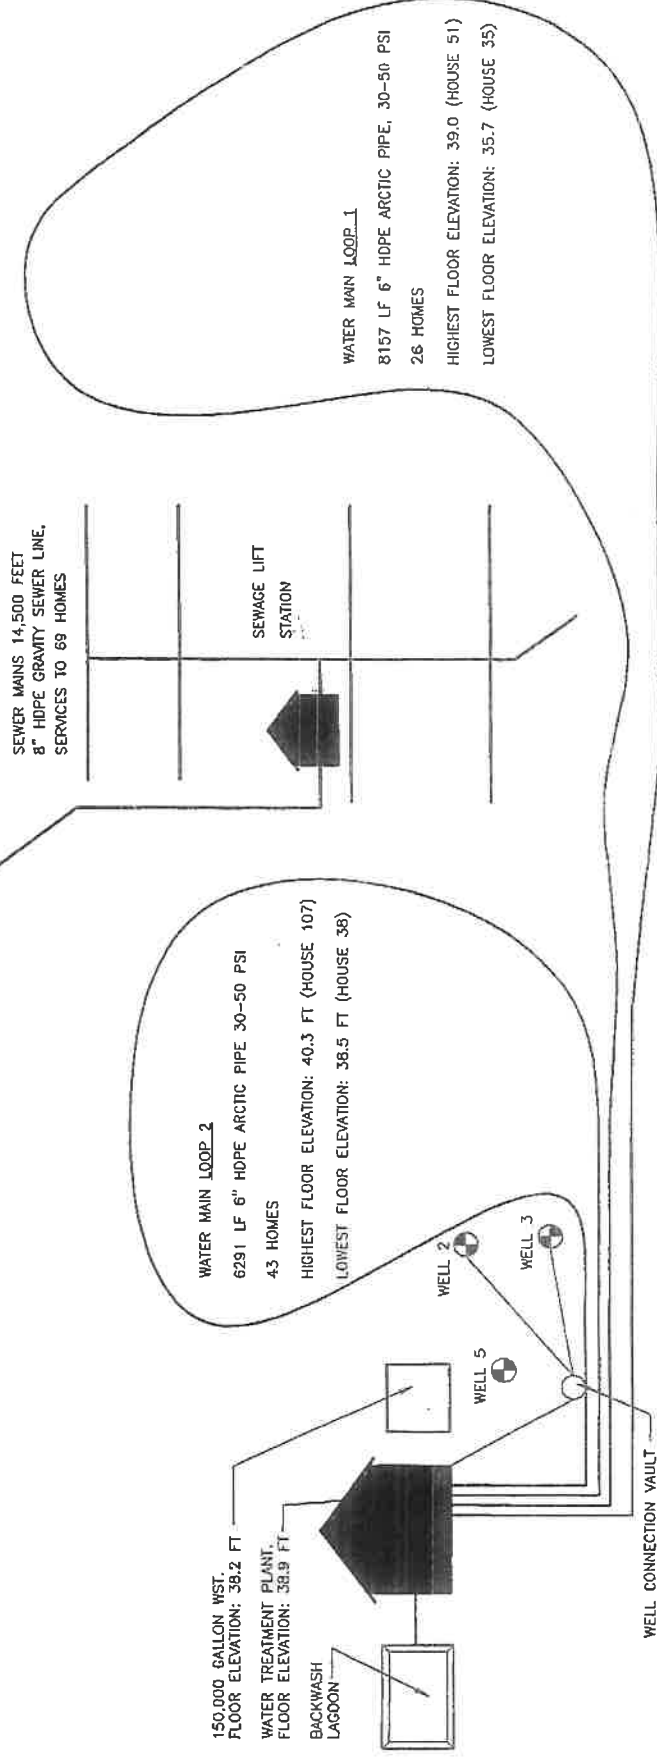 150,000 GALLON WST.
FLOOR ELEVATION: 38.2 FT
WATER TREATMENT PLANT.
FLOOR ELEVATION: 38.9 FT
BACKWASH
LAGOON
WELL CONNECTION VAULT
WELL 5
WELL 2
WELL 3
WATER MAIN LOOP 2
6291 LF 6" HDPE ARCTIC PIPE 30-50 PSI
43 HOMES
HIGHEST FLOOR ELEVATION: 40.3 FT (HOUSE 107)
LOWEST FLOOR ELEVATION: 38.5 FT (HOUSE 38)
SEWER MAINS 14,500 FEET
8" HDPE GRAVITY SEWER LINE.
SERVICES TO 69 HOMES
SEWAGE LIFT
STATION
WATER MAIN LOOP 1
8157 LF 6" HDPE ARCTIC PIPE, 30-50 PSI
26 HOMES
HIGHEST FLOOR ELEVATION: 39.0 (HOUSE 51)
LOWEST FLOOR ELEVATION: 35.7 (HOUSE 35)